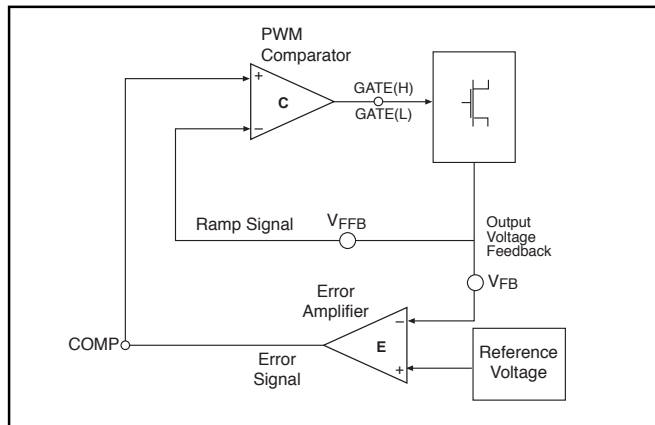 PWM
Comparator
+
C
−
GATE(H)
GATE(L)
Ramp Signal
VFFB
Output
Voltage
Feedback
VFB
Error
Amplifier
−
E
+
COMP
Error
Signal
Reference
Voltage